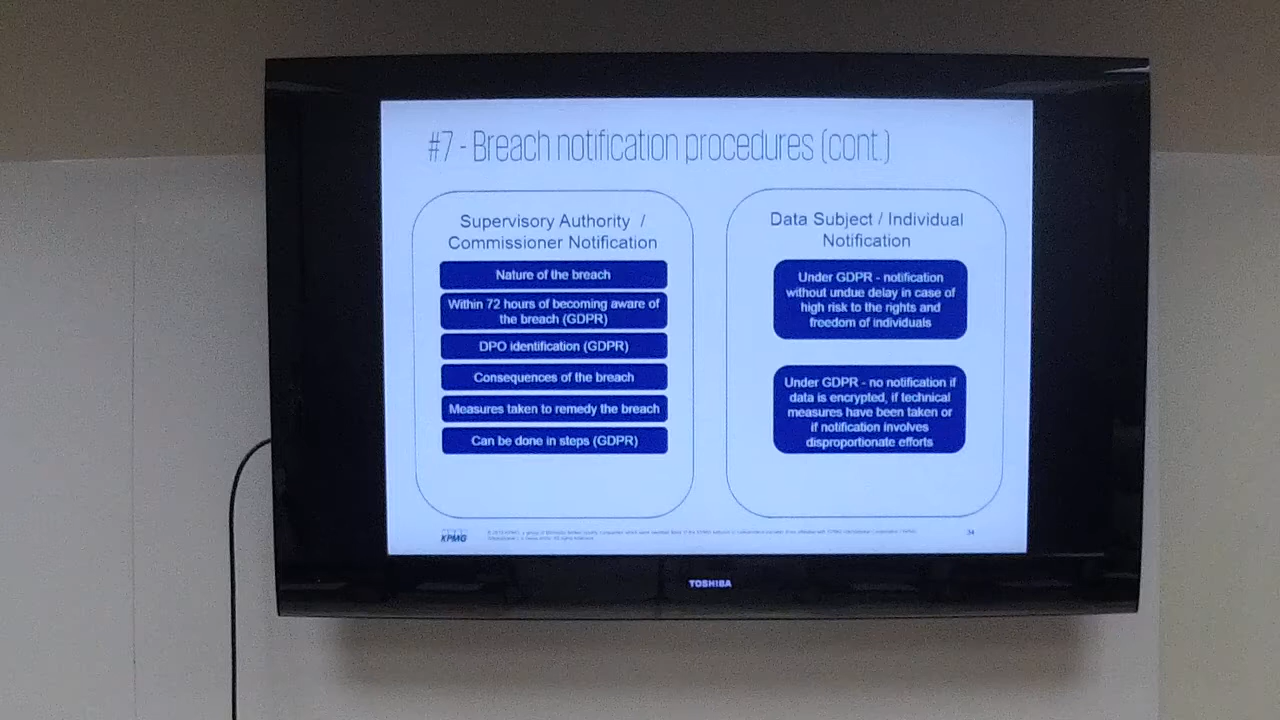 #7 - Breach notification procedures (cont.)
Supervisory Authority /
Commissioner Notification
Nature of the breach
Within 72 hours of becoming aware of
the breach (GDPR)
DPO identification (GDPR)
Consequences of the breach
Measures taken to remedy the breach
Can be done in steps (GDPR)
Data Subject / Individual
Notification
Under GDPR - notification
without undue delay in case of
high risk to the rights and
freedom of individuals
Under GDPR - no notification if
data is encrypted, if technical
measures have been taken or
if notification involves
disproportionate efforts
KPMG
34
TOSHIBA